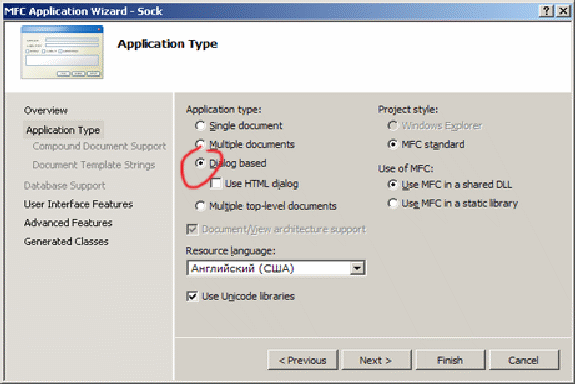 MFC Application Wizard - Sock
Application Type
Overview
Application Type
Compound Document Support
Document Template Strings
Database Support
User Interface Features
Advanced Features
Generated Classes
Application type:
Single document
Multiple documents
Dialog based
Use HTML dialog
Multiple top-level documents
Document/View architecture support
Resource language:
Английский (США)
Use Unicode libraries
Project style:
Windows Explorer
MFC standard
Use of MFC:
Use MFC in a shared DLL
Use MFC in a static library
< Previous
Next >
Finish
Cancel